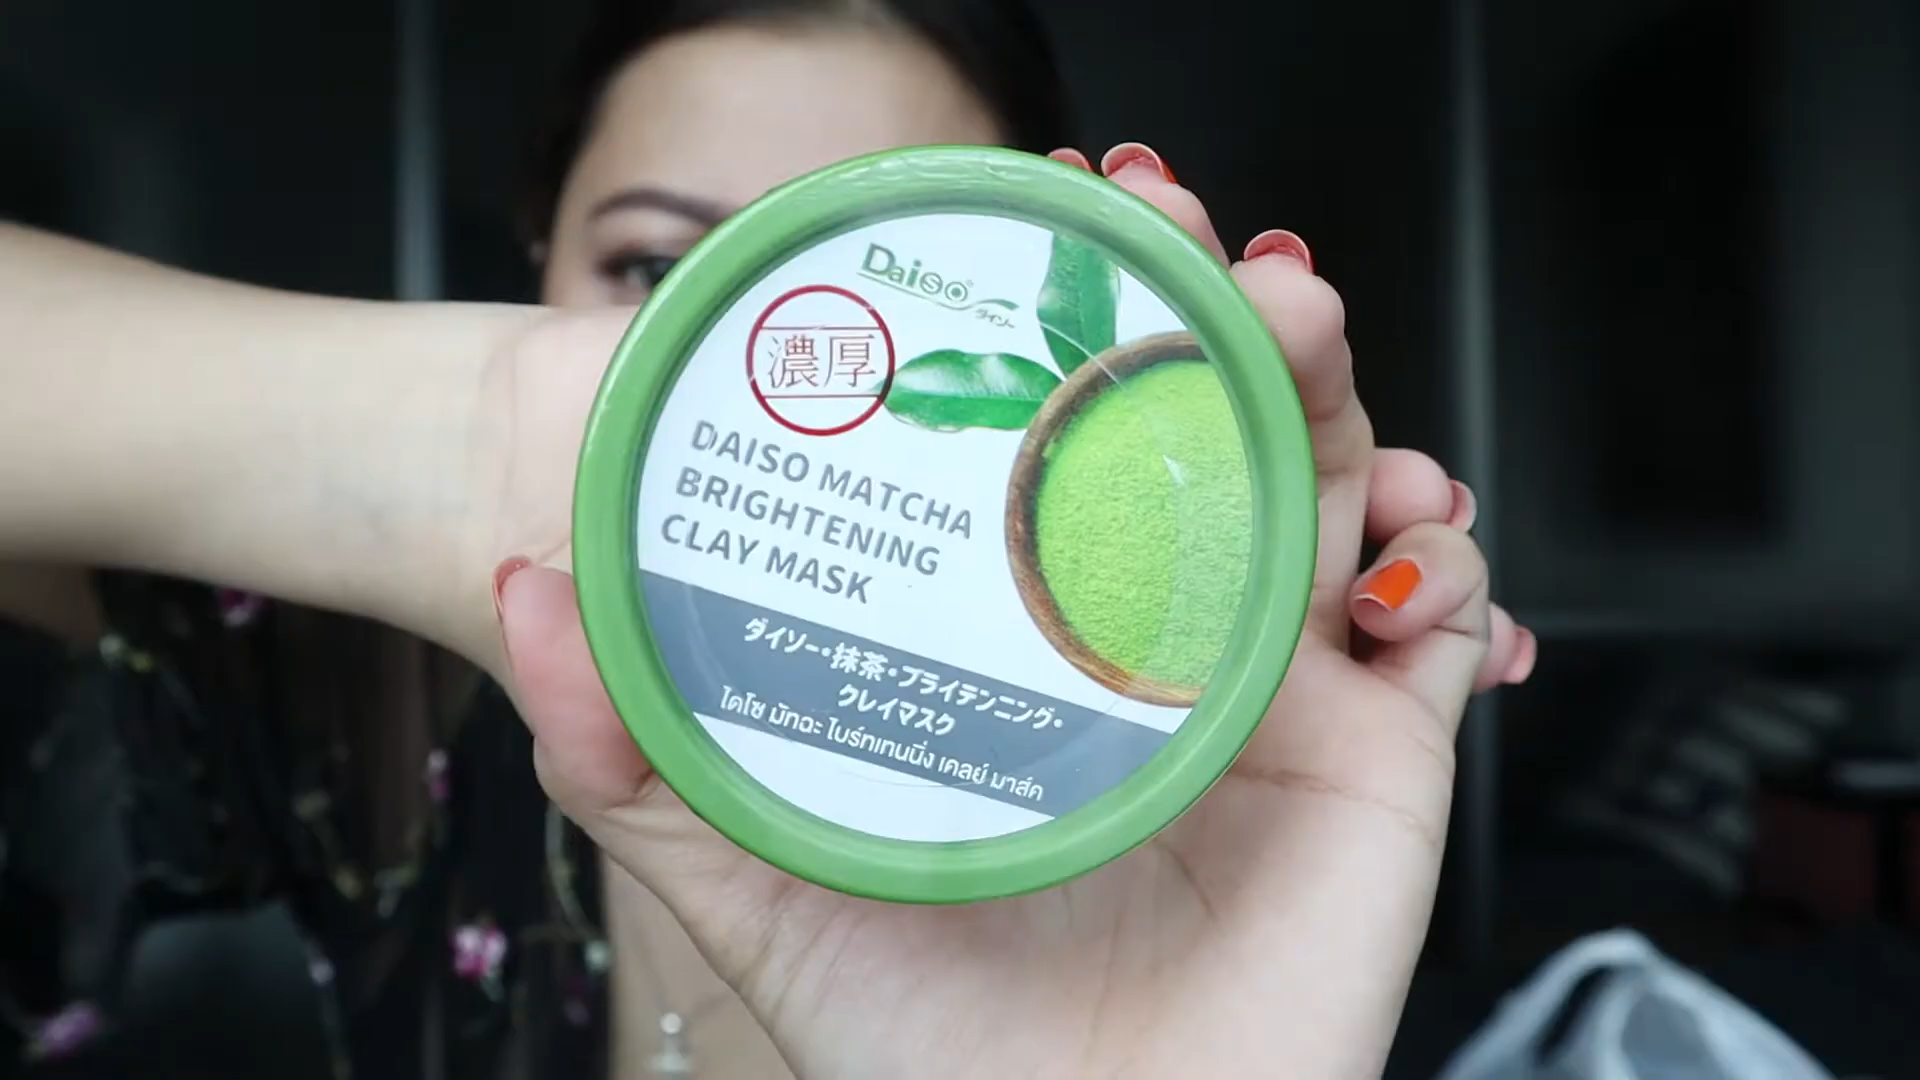 Daiso
ダイソー
濃厚
DAISO MATCHA
BRIGHTENING
CLAY MASK
ダイソー・抹茶・ブライテンニング・
クレイマスク
ไดโซ มัทฉะ ไบร์ทเทนนิ่ง เคลย์ มาส์ค